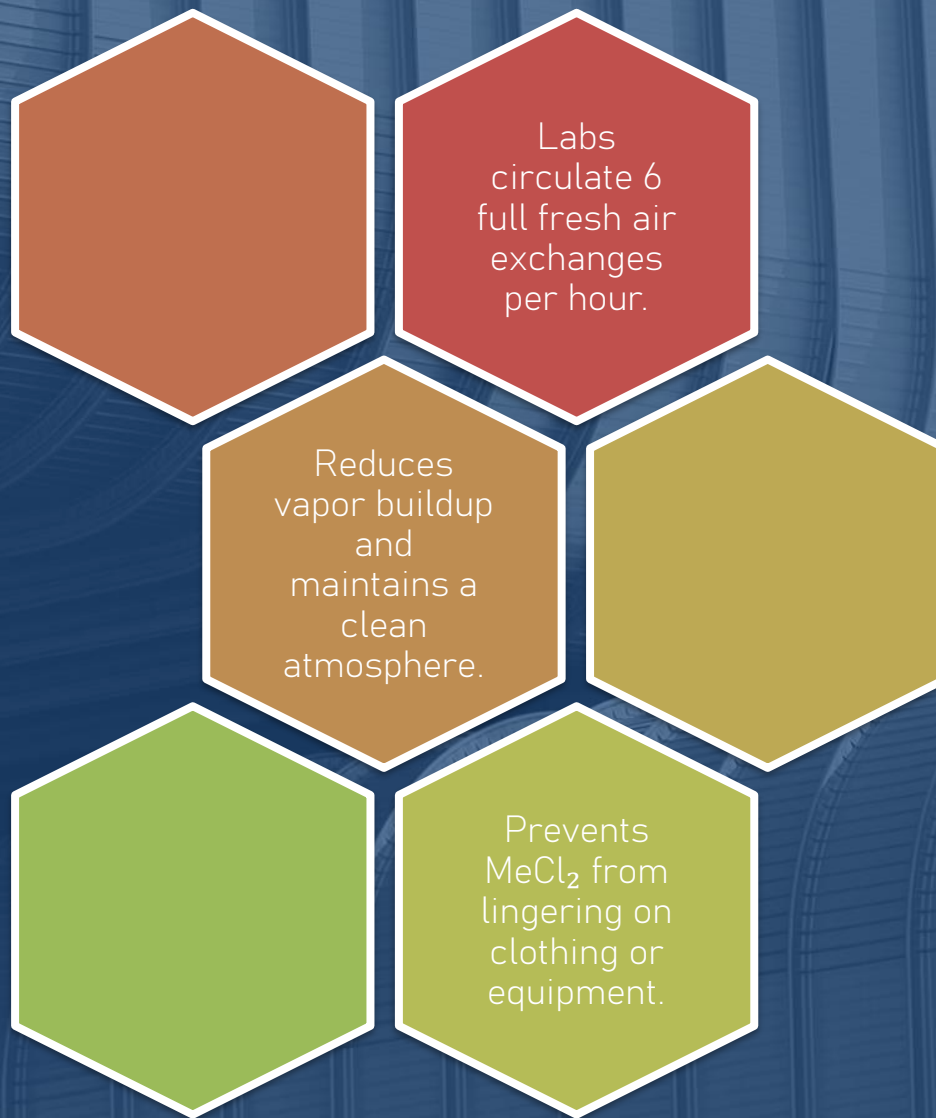 Labs
circulate 6
full fresh air
exchanges
per hour.
Reduces
vapor buildup
and
maintains a
clean
atmosphere.
Prevents
MeCl₂ from
lingering on
clothing or
equipment.